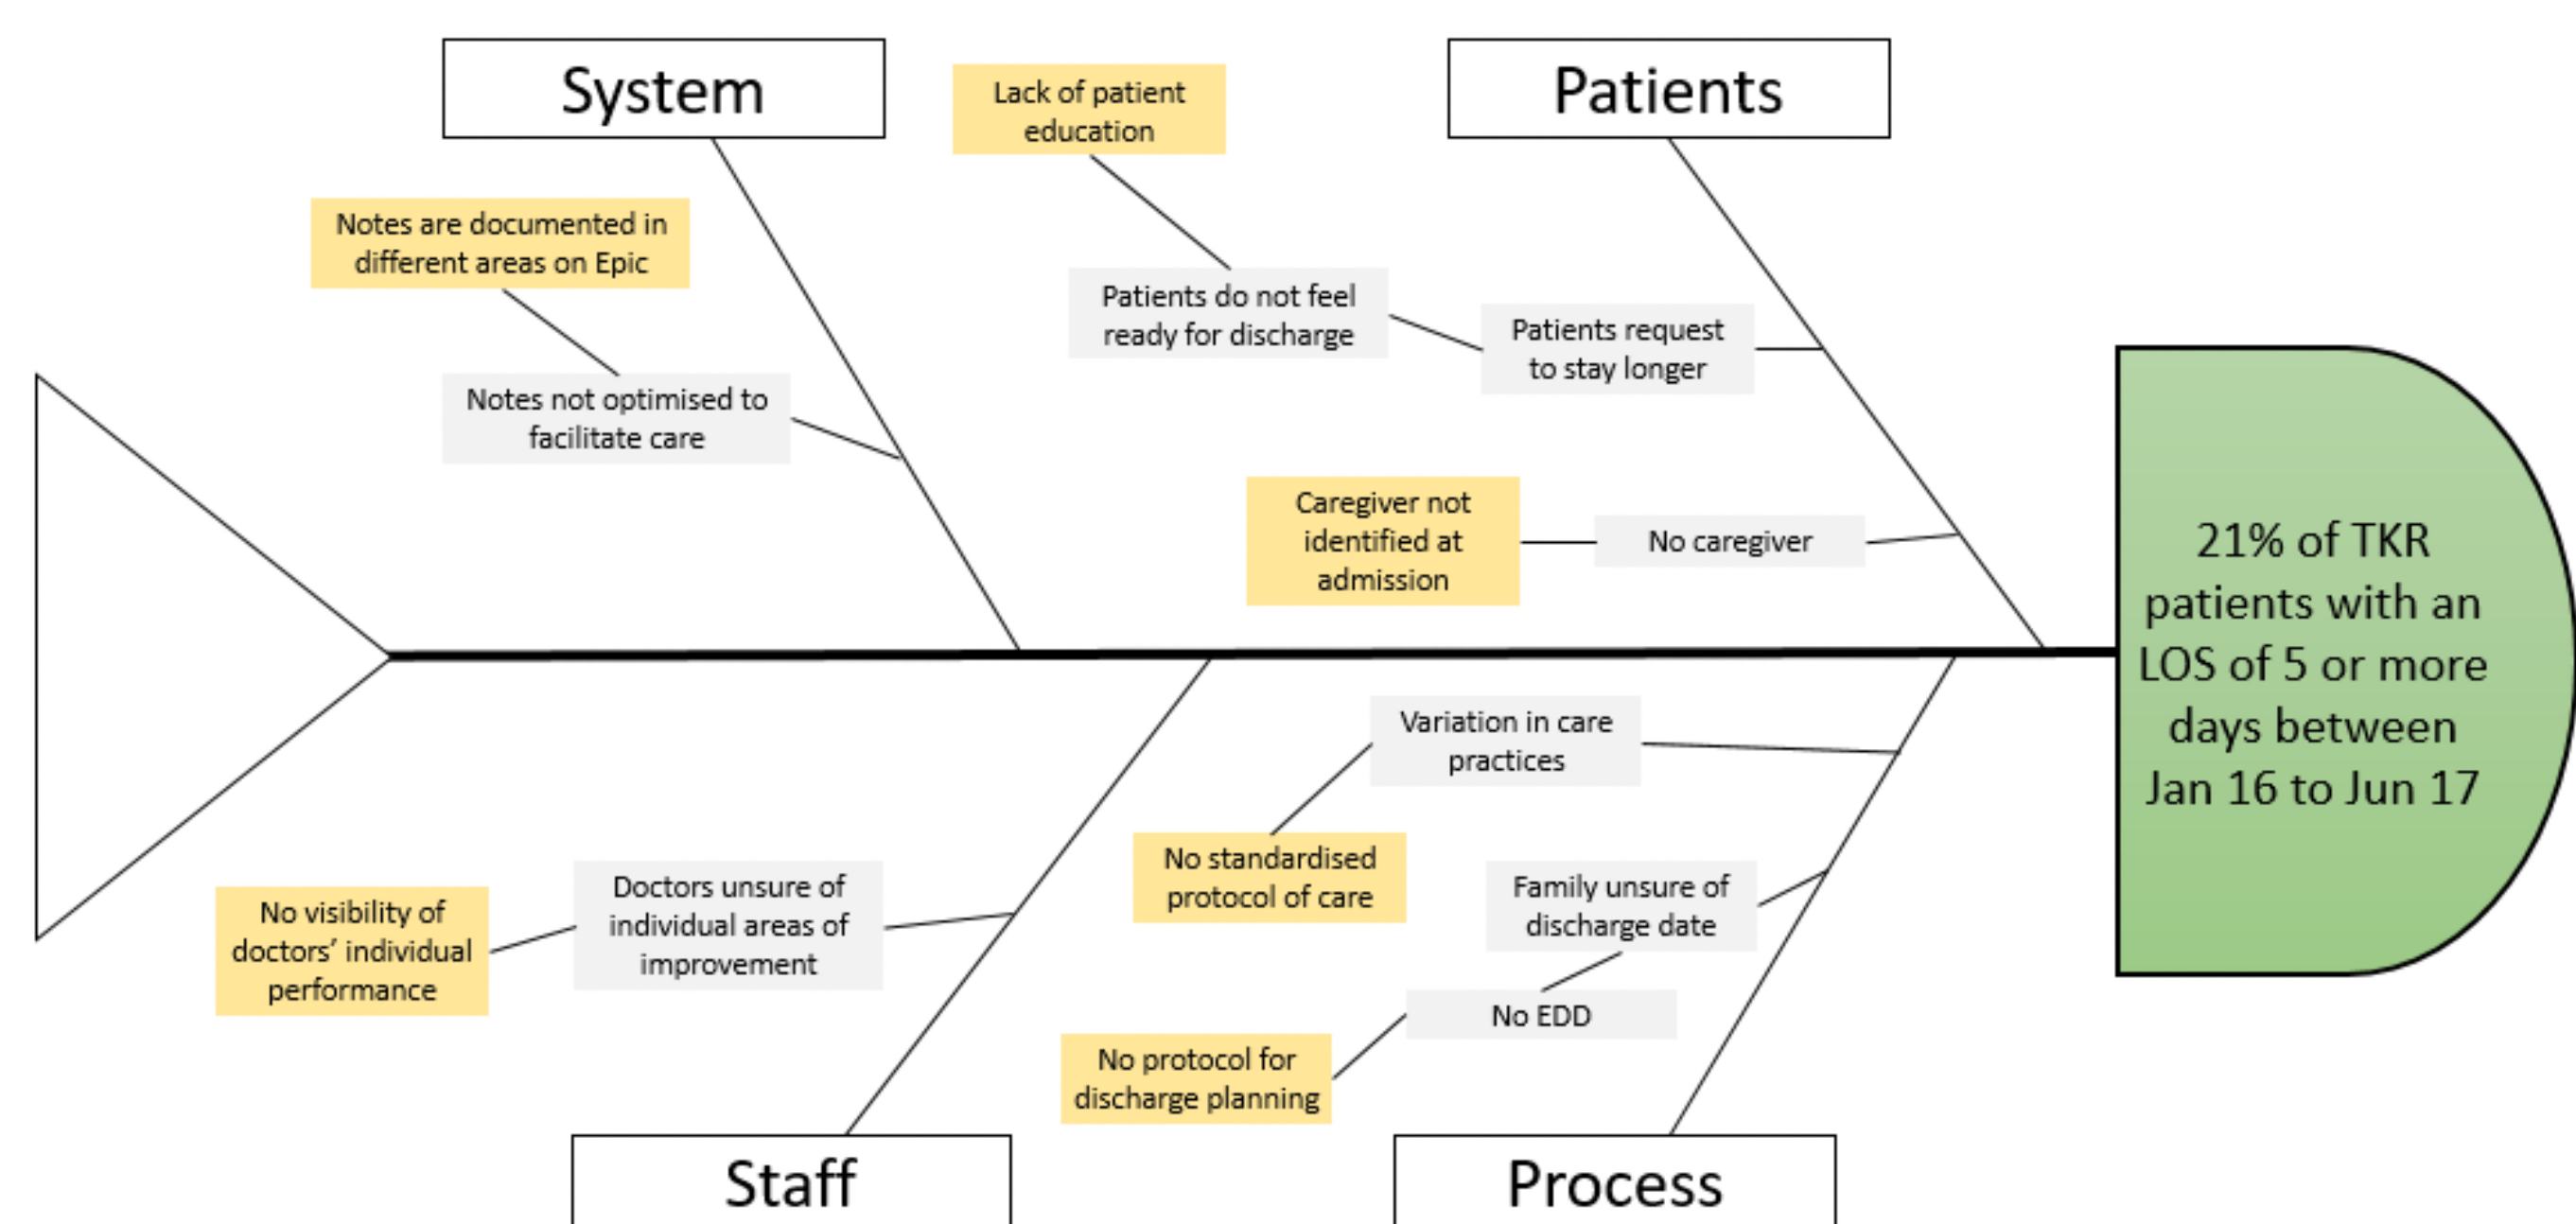 System
Patients
Lack of patient
education
Notes are documented in
different areas on Epic
Patients do not feel
ready for discharge
Patients request
to stay longer
Notes not optimised to
facilitate care
Caregiver not
identified at
admission
No caregiver
21% of TKR
patients with an
LOS of 5 or more
days between
Jan 16 to Jun 17
Variation in care
practices
No standardised
protocol of care
Family unsure of
discharge date
Doctors unsure of
individual areas of
improvement
No visibility of
doctors’ individual
performance
No EDD
No protocol for
discharge planning
Staff
Process